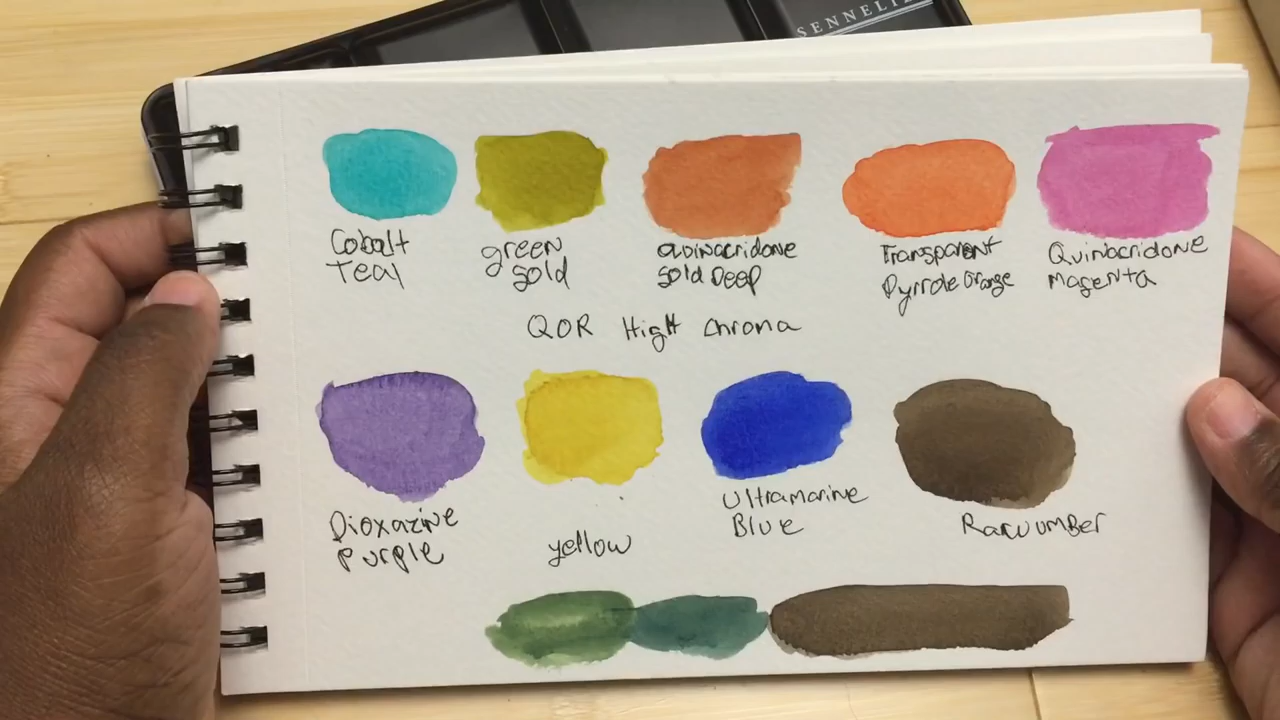 SENNELI
Cobalt
Teal
green
gold
Quinacridone
Gold Deep
Transparent
Pyrrole Orange
Quinacridone
Magenta
QOR High Chroma
Dioxazine
purple
yellow
Ultramarine
Blue
Raw umber